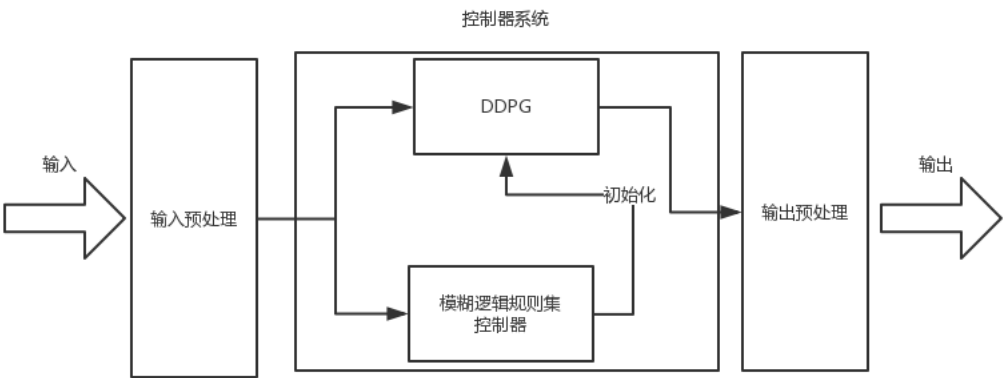 控制器系统
DDPG
输入
初始化
输出
输入预处理
输出预处理
模糊逻辑规则集
控制器